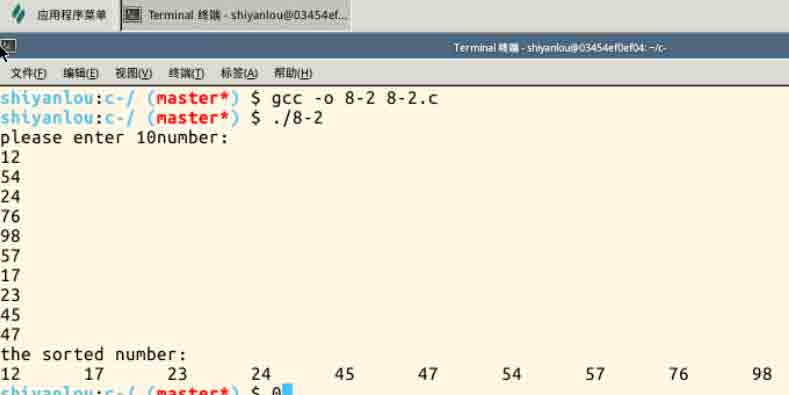 应用程序菜单 Terminal 终端 - shiyanlou@03454ef...
Terminal 终端 - shiyanlou@03454ef0ef04: ~/c-
文件(F) 编辑(E) 视图(V) 终端(T) 标签(A) 帮助(H)
shiyanlou:c-/ (master*) $ gcc -o 8-2 8-2.c
shiyanlou:c-/ (master*) $ ./8-2
please enter 10number:
12
54
24
76
98
57
17
23
45
47
the sorted number:
12 17 23 24 45 47 54 57 76 98
shiyanlou:c-/ (master*) $ 0